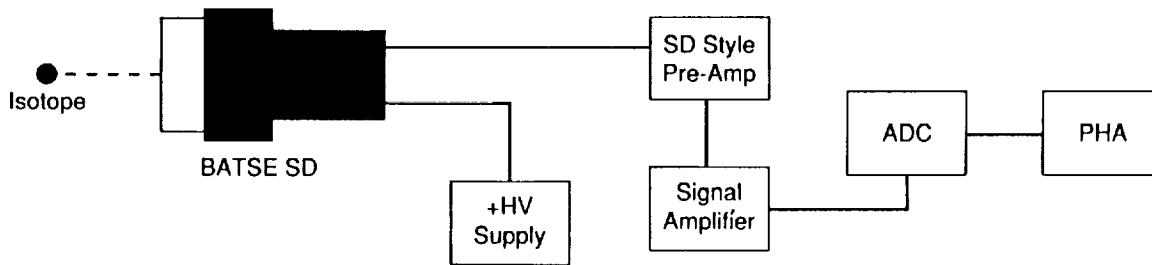 Isotope
BATSE SD
+HV
Supply
SD Style
Pre-Amp
Signal
Amplifier
ADC
PHA